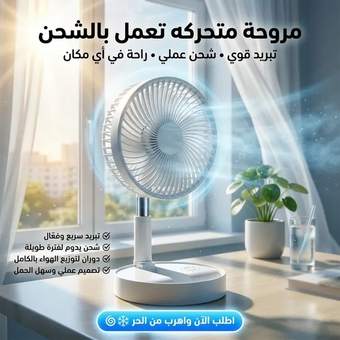 مروحة متحركه تعمل بالشحن
تبريد قوي • شحن عملي • راحة في أي مكان
تبريد سريع وفعّال
شحن يدوم لفترة طويلة
دوران لتوزيع الهواء بالكامل
تصميم عملي وسهل الحمل
اطلب الآن واهرب من الحر